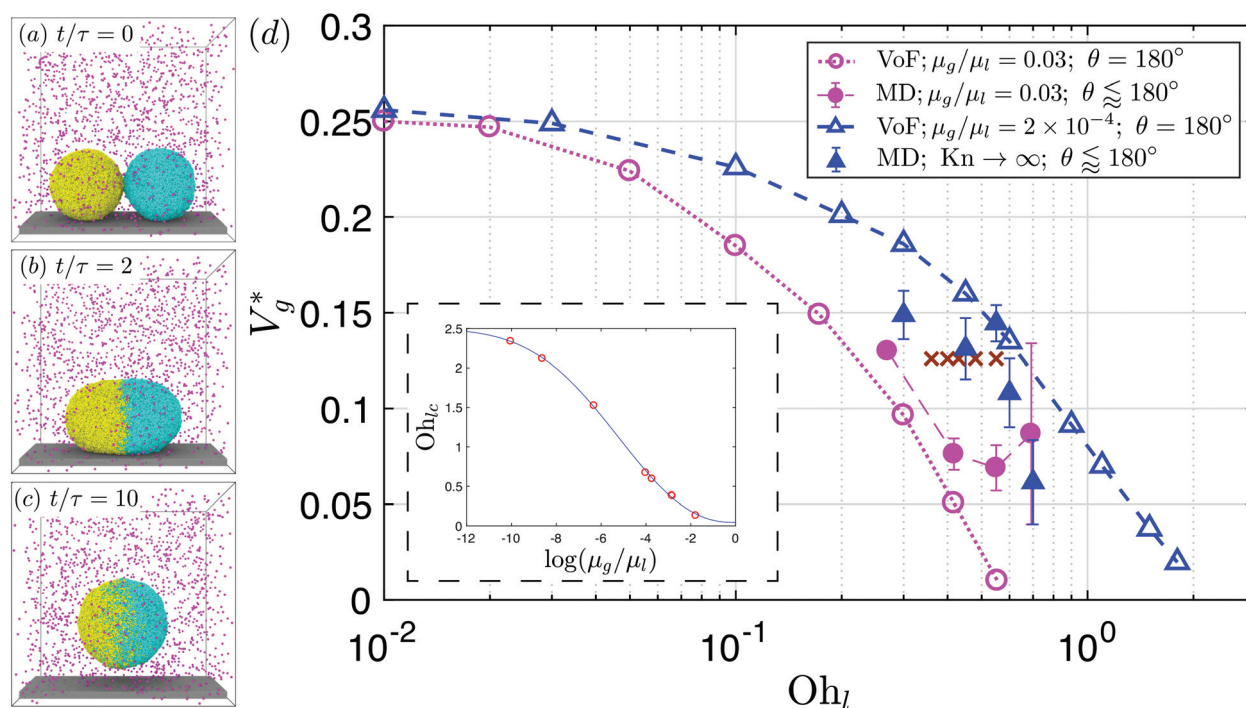 (a) t/τ = 0
(b) t/τ = 2
(c) t/τ = 10
(d)
V*g
0.3
0.25
0.2
0.15
0.1
0.05
0
10⁻²
10⁻¹
10⁰
Ohₗ
VoF; μg/μl = 0.03; θ = 180°
MD; μg/μl = 0.03; θ ⪅ 180°
VoF; μg/μl = 2 × 10⁻⁴; θ = 180°
MD; Kn → ∞; θ ⪅ 180°
Ohlc
2.5
2
1.5
1
0.5
0
-12
-10
-8
-6
-4
-2
0
log(μg/μl)